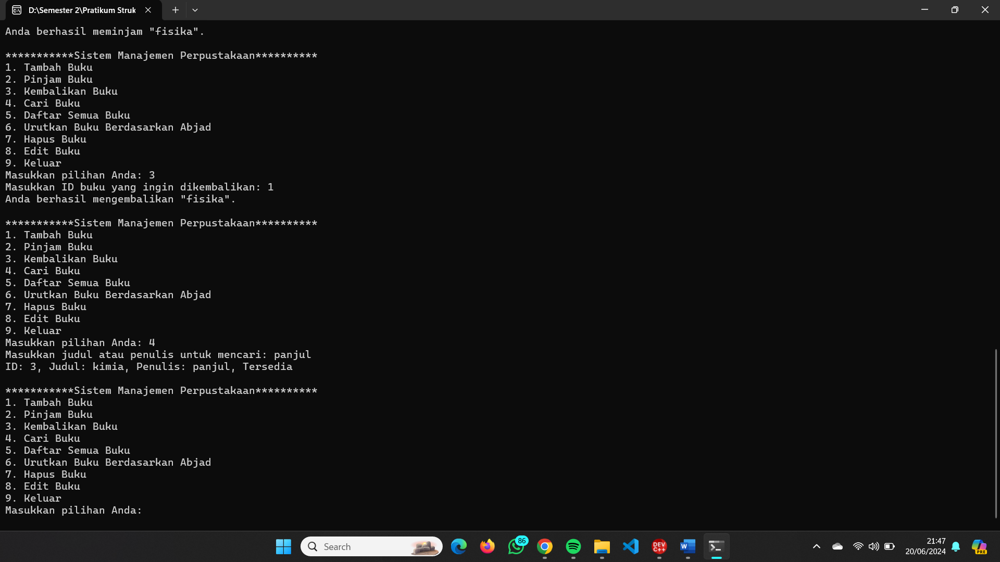 D:\Semester 2\Pratikum Struk
Anda berhasil meminjam "fisika".
***********Sistem Manajemen Perpustakaan**********
1. Tambah Buku
2. Pinjam Buku
3. Kembalikan Buku
4. Cari Buku
5. Daftar Semua Buku
6. Urutkan Buku Berdasarkan Abjad
7. Hapus Buku
8. Edit Buku
9. Keluar
Masukkan pilihan Anda: 3
Masukkan ID buku yang ingin dikembalikan: 1
Anda berhasil mengembalikan "fisika".
***********Sistem Manajemen Perpustakaan**********
1. Tambah Buku
2. Pinjam Buku
3. Kembalikan Buku
4. Cari Buku
5. Daftar Semua Buku
6. Urutkan Buku Berdasarkan Abjad
7. Hapus Buku
8. Edit Buku
9. Keluar
Masukkan pilihan Anda: 4
Masukkan judul atau penulis untuk mencari: panjul
ID: 3, Judul: kimia, Penulis: panjul, Tersedia
***********Sistem Manajemen Perpustakaan**********
1. Tambah Buku
2. Pinjam Buku
3. Kembalikan Buku
4. Cari Buku
5. Daftar Semua Buku
6. Urutkan Buku Berdasarkan Abjad
7. Hapus Buku
8. Edit Buku
9. Keluar
Masukkan pilihan Anda:
Search
86
DEV
C++
W
21:47
20/06/2024
PRE